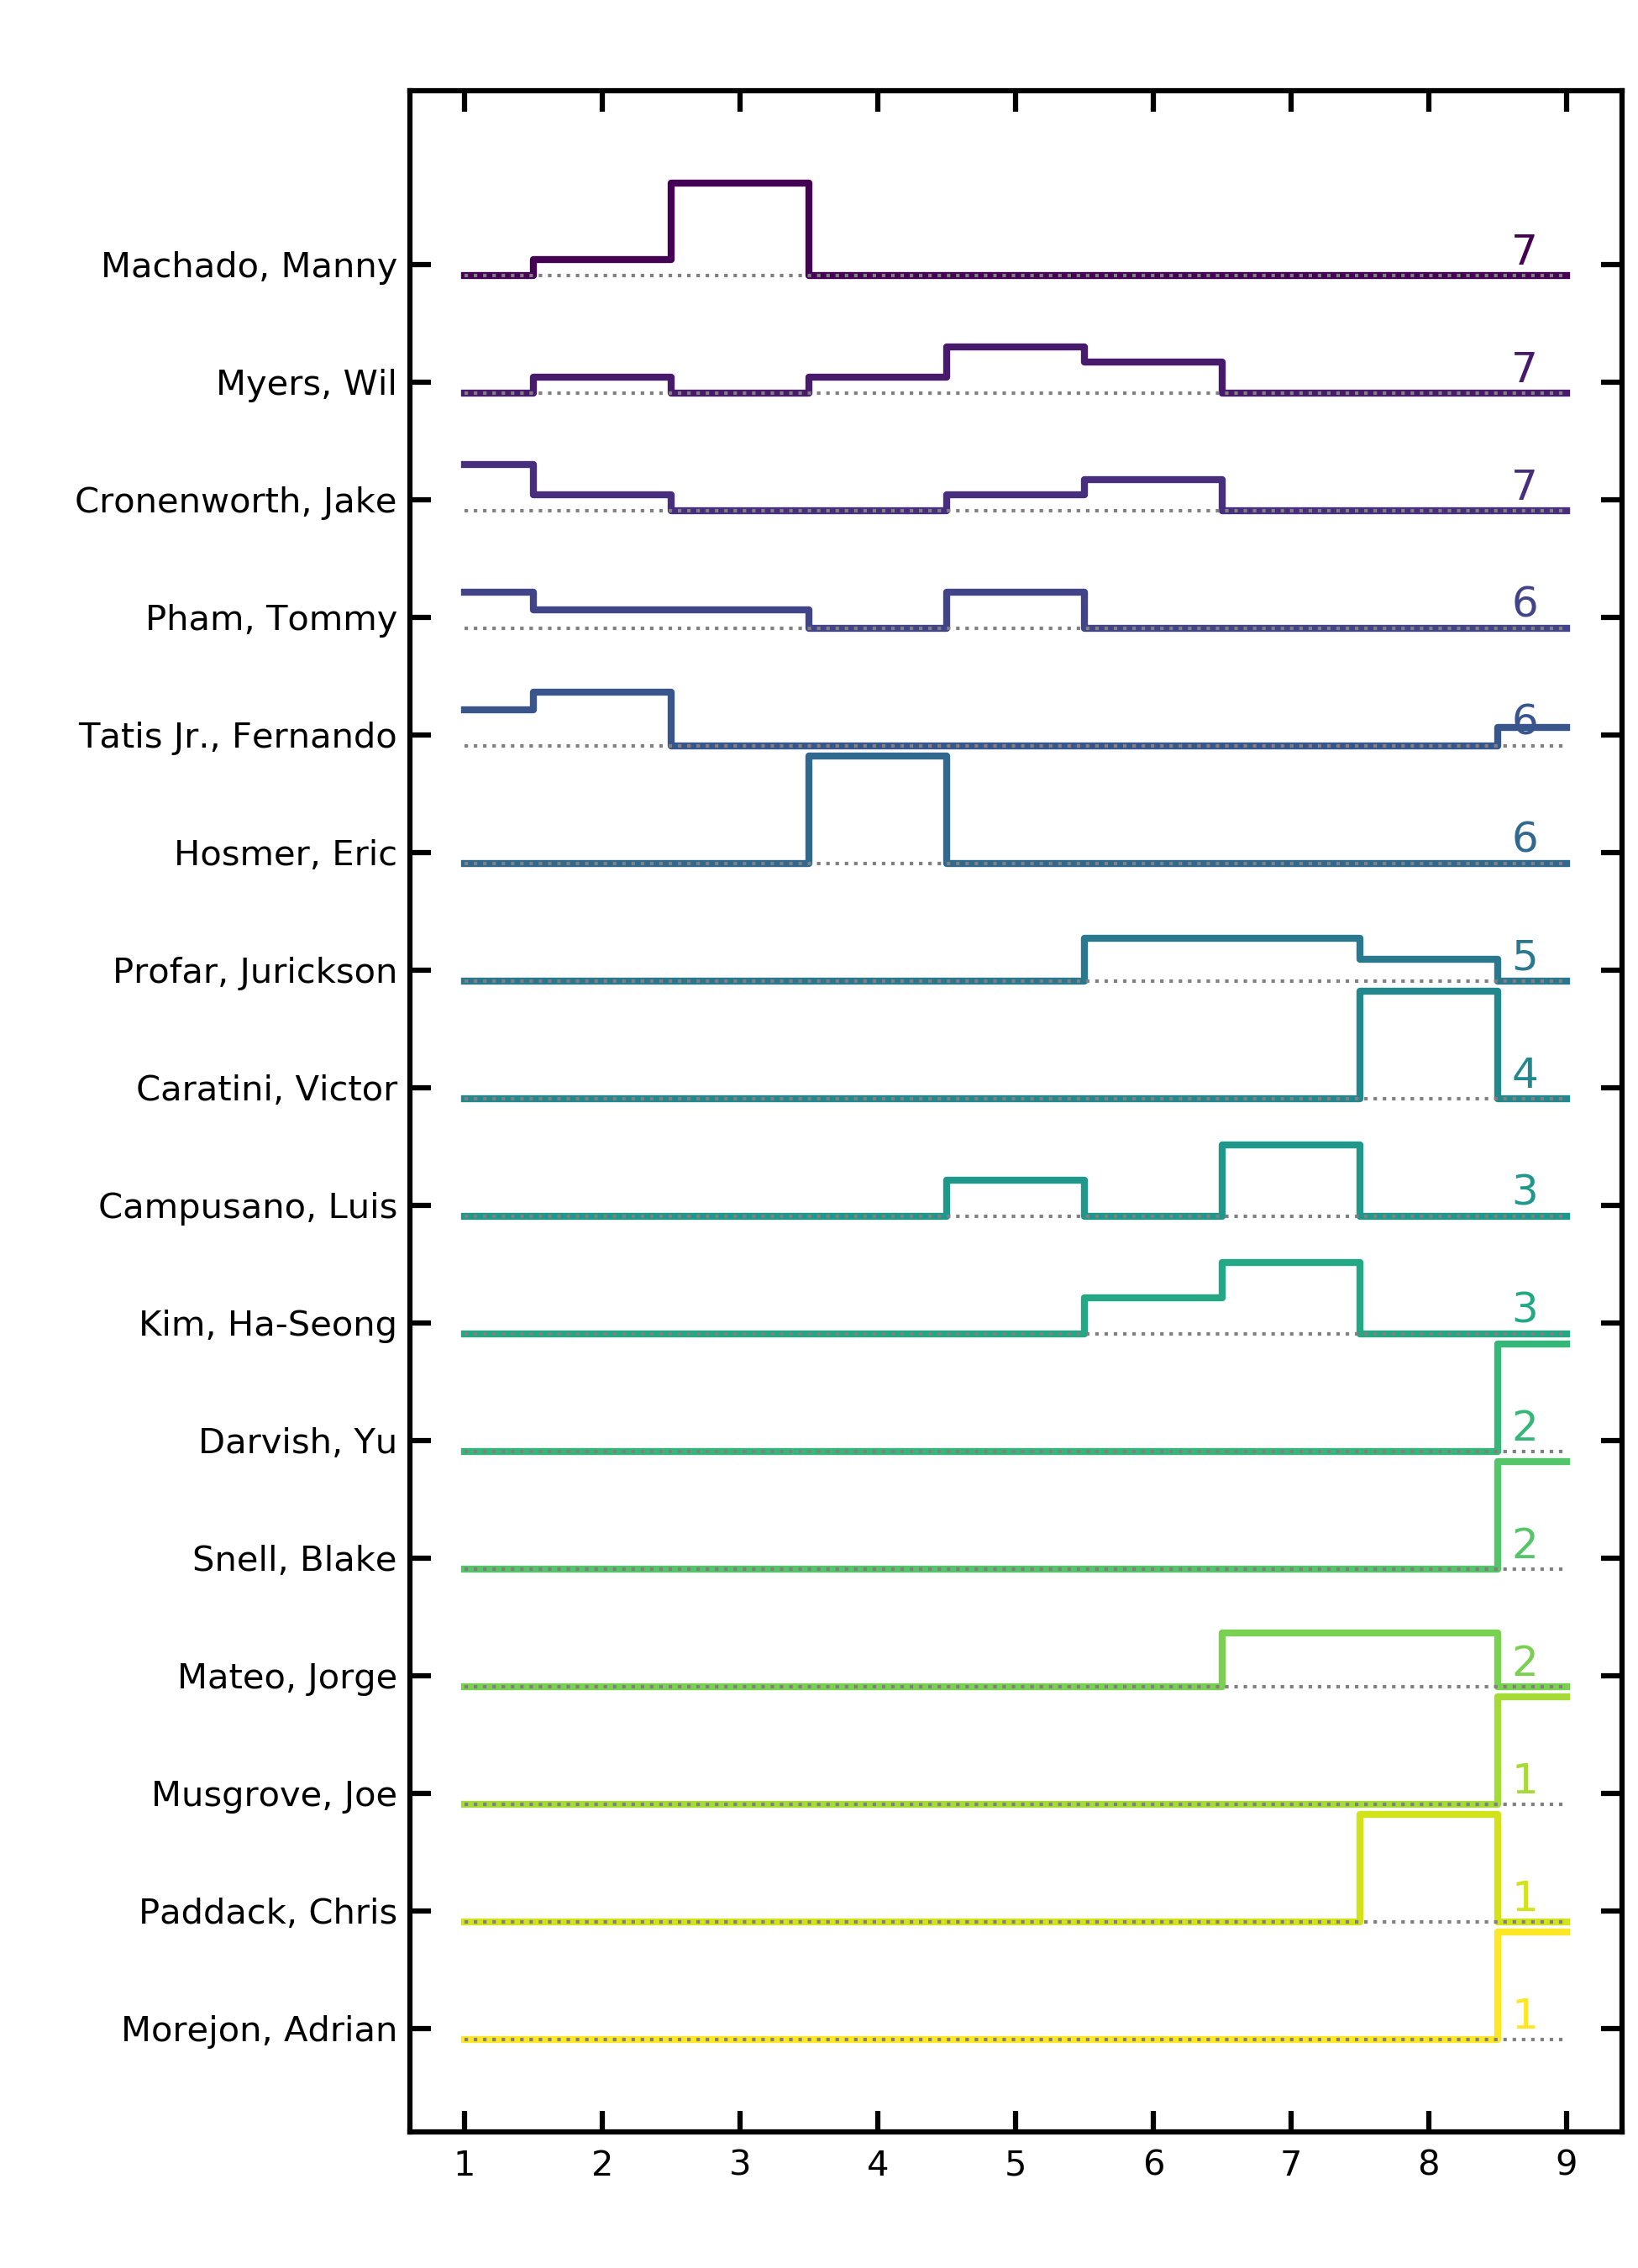 Machado, Manny 7
Myers, Wil 7
Cronenworth, Jake 7
Pham, Tommy 6
Tatis Jr., Fernando 6
Hosmer, Eric 6
Profar, Jurickson 5
Caratini, Victor 4
Campusano, Luis 3
Kim, Ha-Seong 3
Darvish, Yu 2
Snell, Blake 2
Mateo, Jorge 2
Musgrove, Joe 1
Paddack, Chris 1
Morejon, Adrian 1
1 2 3 4 5 6 7 8 9